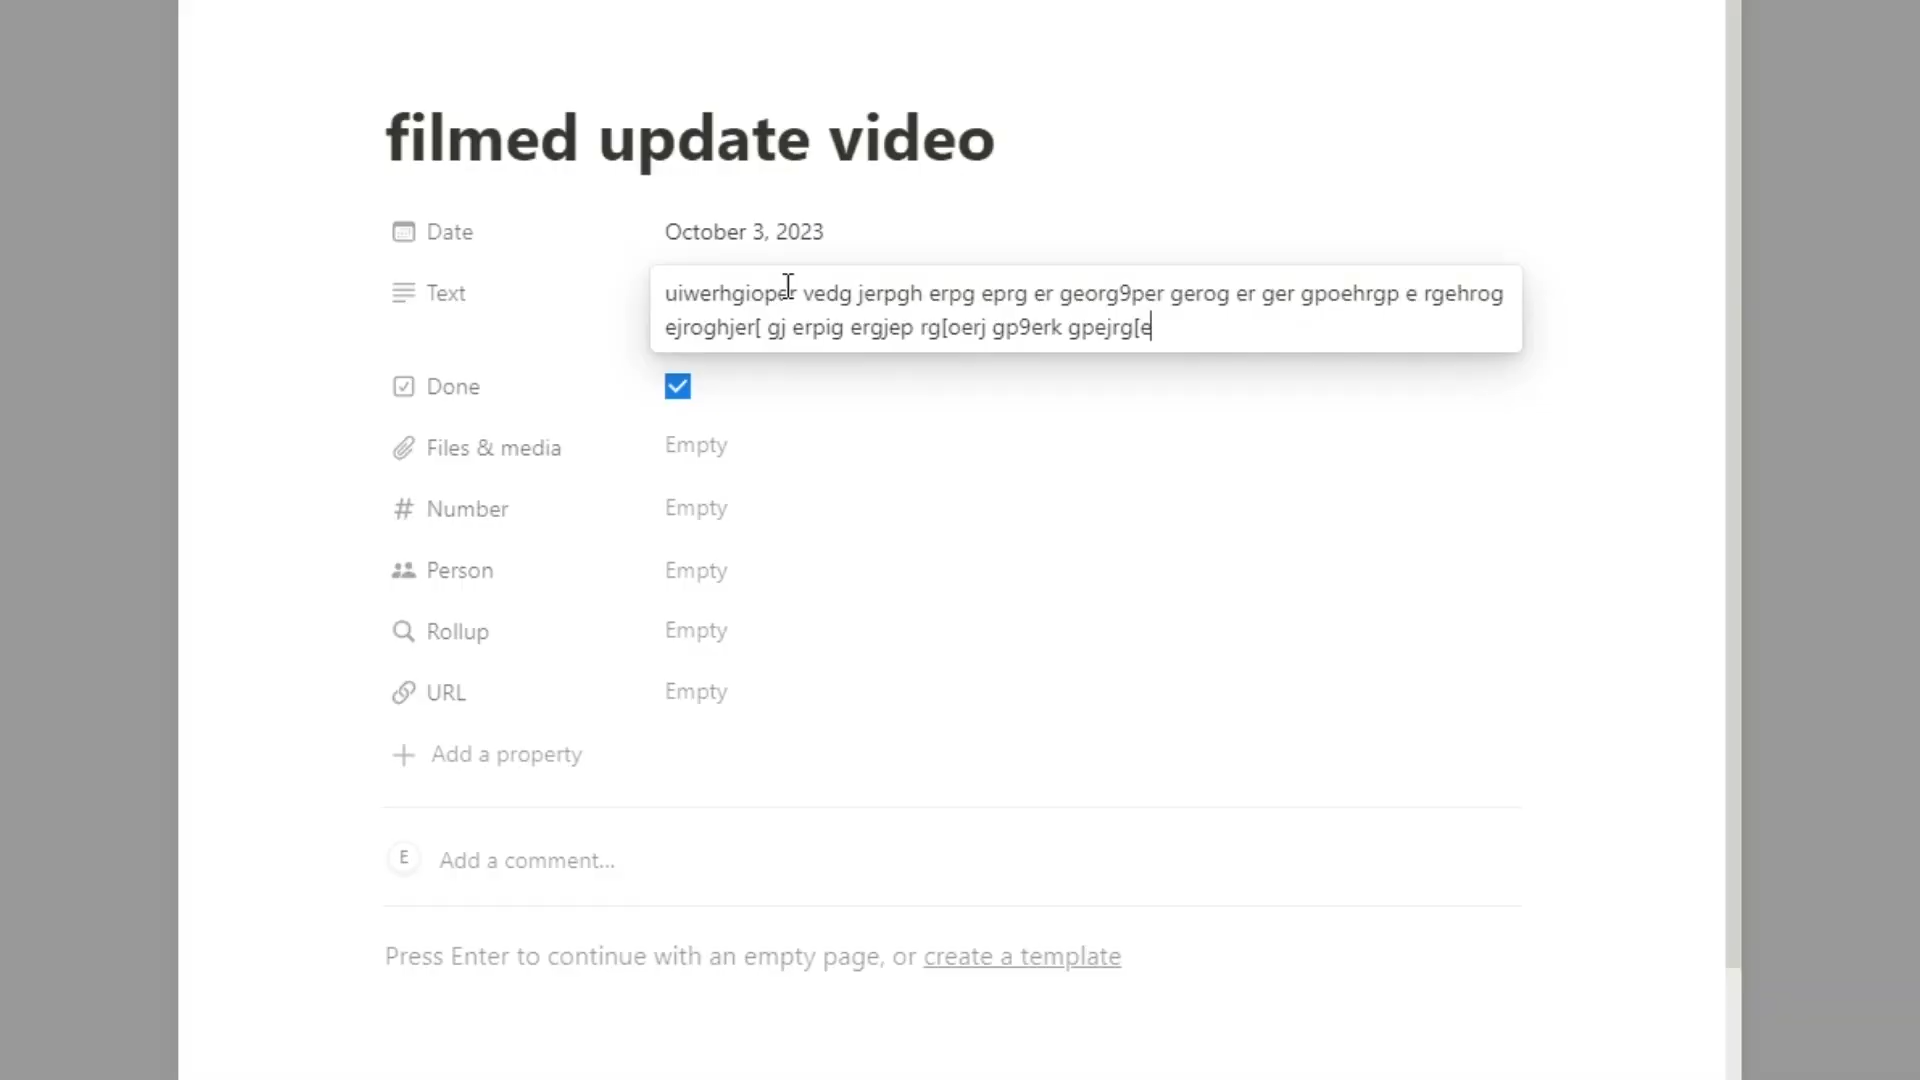 filmed update video
Date October 3, 2023
Text uiwerhgioper vedg jerpgh erpg eprg er georg9per gerog er ger gpoehrgp e rgehrog
ejroghjer[ gj erpig ergjep rg[oerj gp9erk gpejrg[e
Done
Files & media Empty
Number Empty
Person Empty
Rollup Empty
URL Empty
Add a property
E Add a comment...
Press Enter to continue with an empty page, or create a template